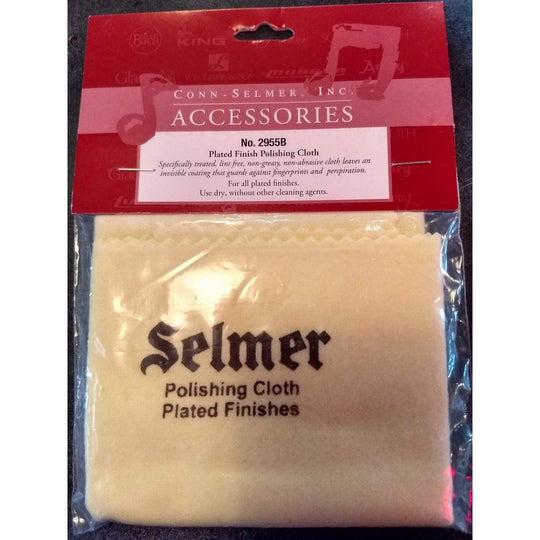 Bach
KING
CONN-SELMER, INC.
ACCESSORIES
No. 2955B
Plated Finish Polishing Cloth
Specifically treated, lint free, non-greasy, non-abrasive cloth leaves an
invisible coating that guards against fingerprints and perspiration.
For all plated finishes.
Use dry, without other cleaning agents.
Selmer
Polishing Cloth
Plated Finishes